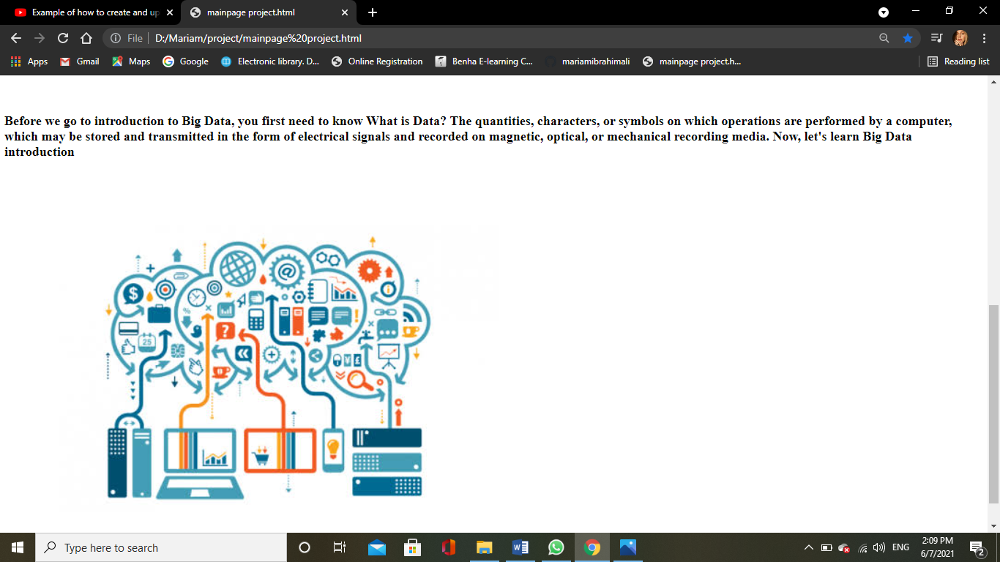 Example of how to create and up
mainpage project.html
File
D:/Mariam/project/mainpage%20project.html
Apps
Gmail
Maps
Google
Electronic library. D...
Online Registration
Benha E-learning C...
mariamibrahimali
mainpage project.h...
Reading list
Before we go to introduction to Big Data, you first need to know What is Data? The quantities, characters, or symbols on which operations are performed by a computer,
which may be stored and transmitted in the form of electrical signals and recorded on magnetic, optical, or mechanical recording media. Now, let's learn Big Data
introduction
@
$
%
?
25
¥
£
Type here to search
ENG
2:09 PM
6/7/2021
2